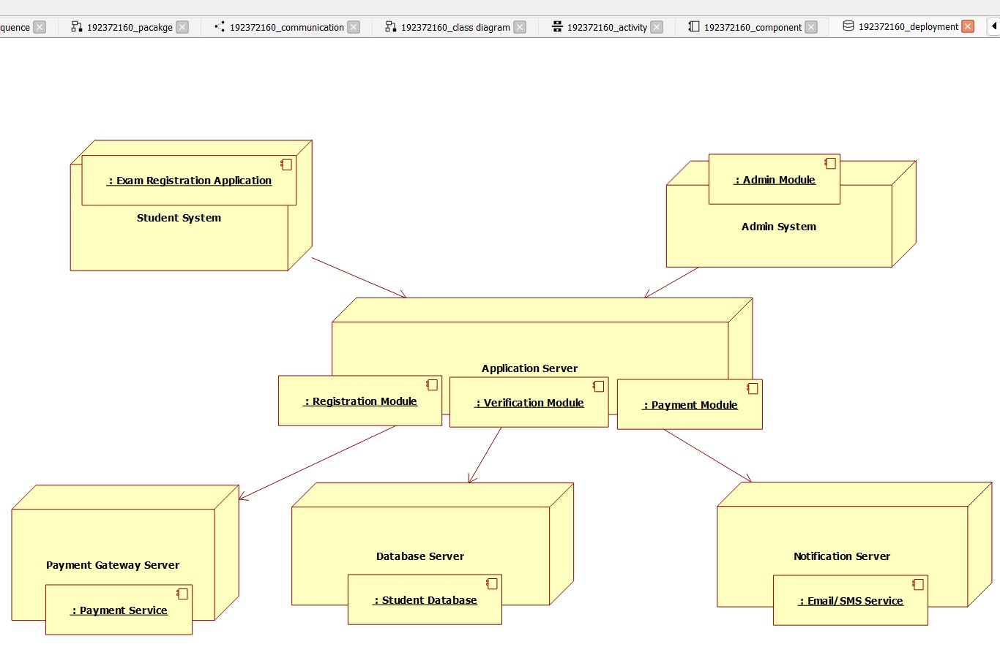 quence
192372160_pacakge
192372160_communication
192372160_class diagram
192372160_activity
192372160_component
192372160_deployment
: Exam Registration Application
Student System
: Admin Module
Admin System
Application Server
: Registration Module
: Verification Module
: Payment Module
Payment Gateway Server
: Payment Service
Database Server
: Student Database
Notification Server
: Email/SMS Service